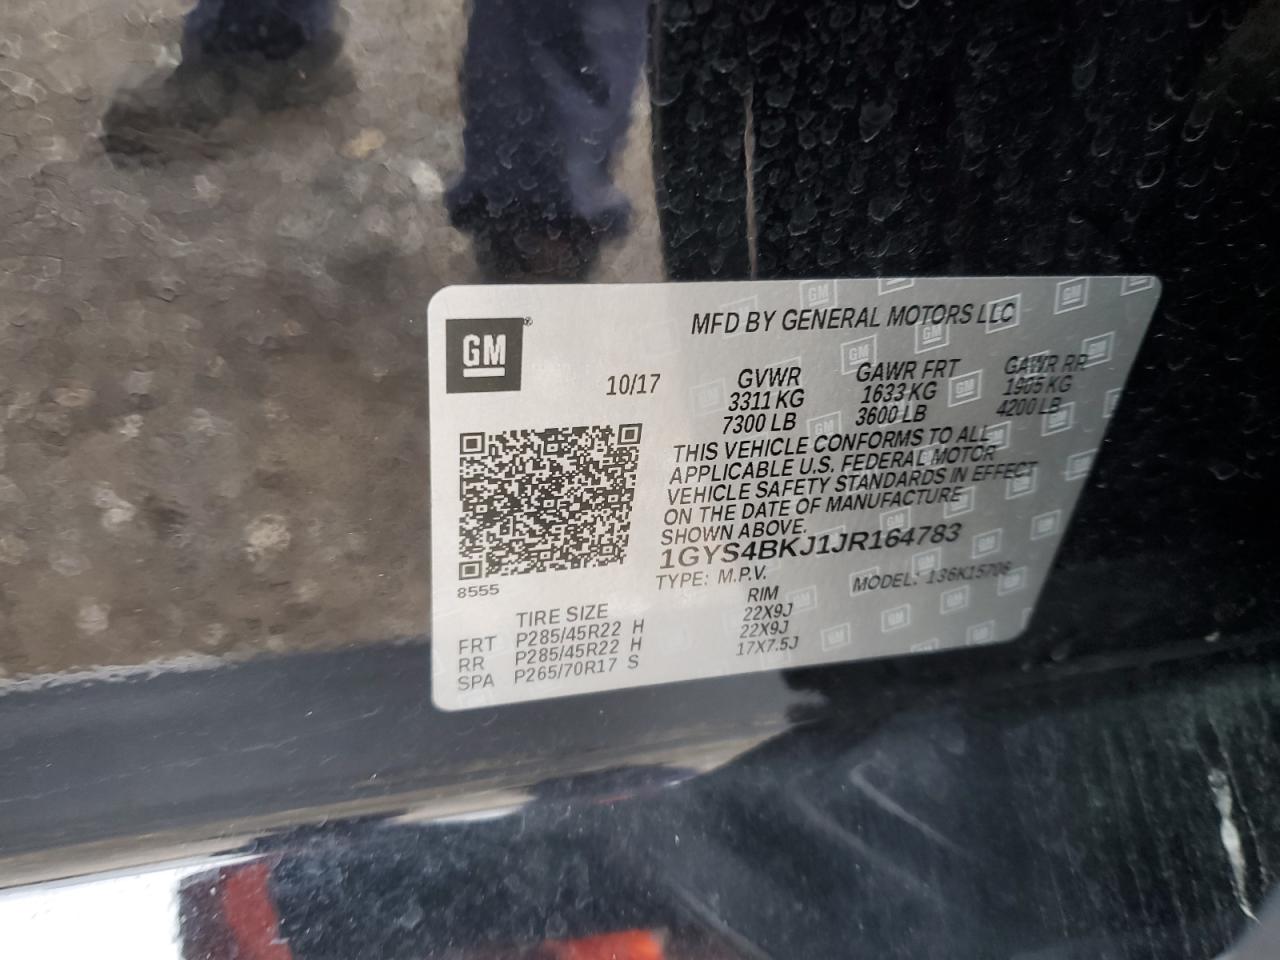 GM®
MFD BY GENERAL MOTORS LLC
10/17
GVWR GAWR FRT GAWR RR
3311 KG 1633 KG 1905 KG
7300 LB 3600 LB 4200 LB
THIS VEHICLE CONFORMS TO ALL
APPLICABLE U.S. FEDERAL MOTOR
VEHICLE SAFETY STANDARDS IN EFFECT
ON THE DATE OF MANUFACTURE
SHOWN ABOVE.
1GYS4BKJ1JR164783
8555
TYPE: M.P.V. MODEL: 136K15706
TIRE SIZE RIM
FRT P285/45R22 H 22X9J
RR P285/45R22 H 22X9J
SPA P265/70R17 S 17X7.5J